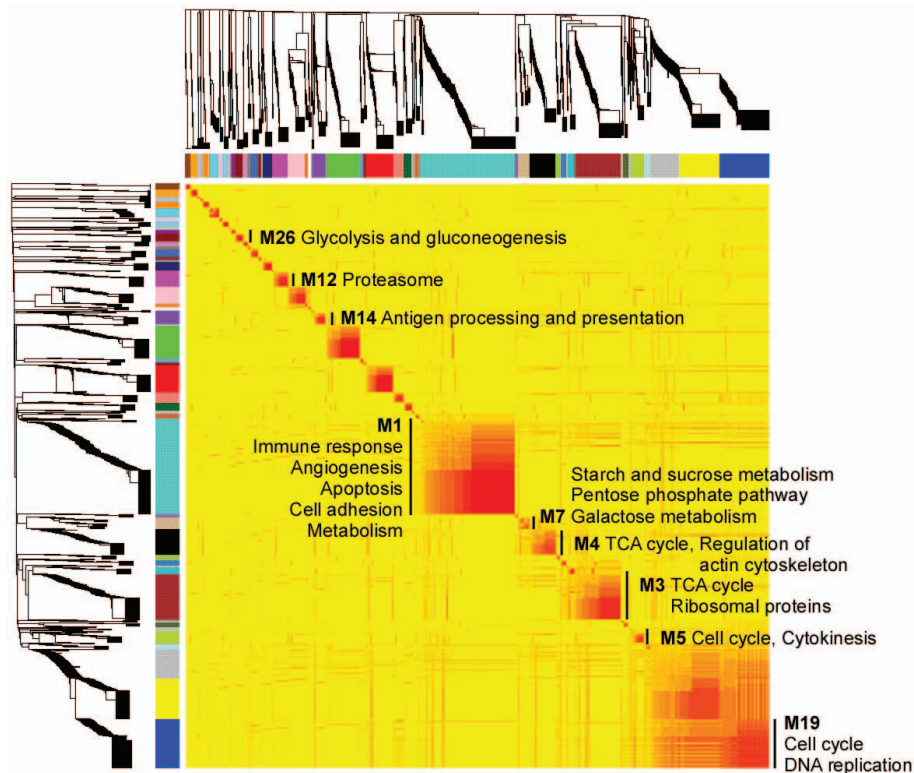 M26 Glycolysis and gluconeogenesis
M12 Proteasome
M14 Antigen processing and presentation
M1
Immune response
Angiogenesis
Apoptosis
Cell adhesion
Metabolism
Starch and sucrose metabolism
Pentose phosphate pathway
M7 Galactose metabolism
M4 TCA cycle, Regulation of
actin cytoskeleton
M3 TCA cycle
Ribosomal proteins
M5 Cell cycle, Cytokinesis
M19
Cell cycle
DNA replication